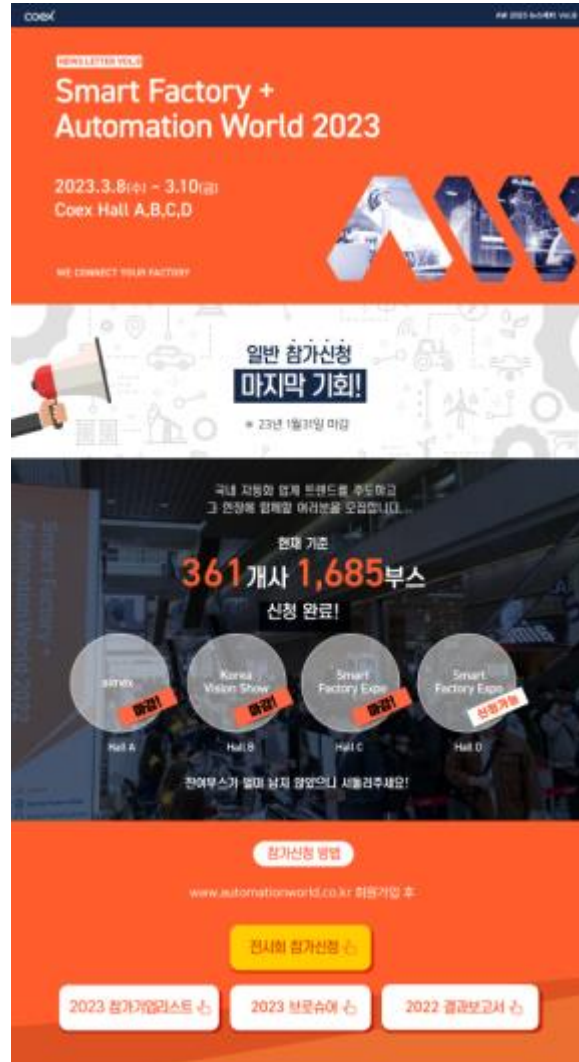 coex
AW 2023 뉴스레터 Vol.6
NEWS LETTER VOL.6
Smart Factory +
Automation World 2023
2023.3.8(수) ~ 3.10(금)
Coex Hall A,B,C,D
WE CONNECT YOUR FACTORY
일반 참가신청
마지막 기회!
※ 23년 1월31일 마감
국내 자동화 업계 트렌드를 주도하고
그 현장에 함께할 여러분을 모집합니다.
현재 기준
361개사 1,685부스
신청 완료!
aimex
마감!
Hall A
Korea
Vision Show
마감!
Hall B
Smart
Factory Expo
마감!
Hall C
Smart
Factory Expo
신청가능
Hall D
잔여부스가 얼마 남지 않았으니 서둘러주세요!
참가신청 방법
www.automationworld.co.kr 회원가입 후
전시회 참가신청
2023 참가기업리스트
2023 브로슈어
2022 결과보고서